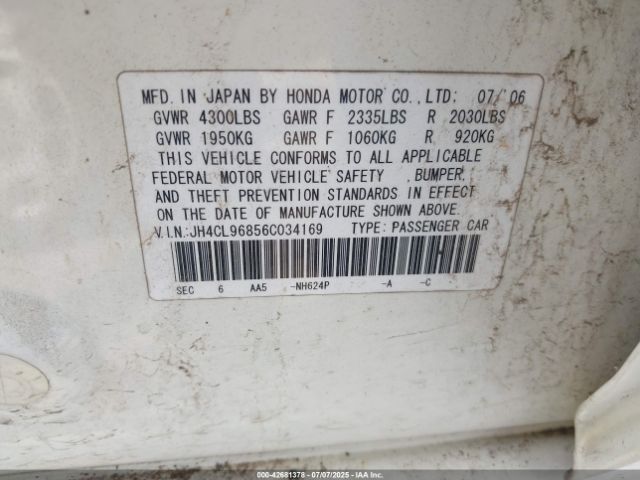 MFD. IN JAPAN BY HONDA MOTOR CO.,LTD: 07/'06
GVWR 4300LBS GAWR F 2335LBS R 2030LBS
GVWR 1950KG GAWR F 1060KG R 920KG
THIS VEHICLE CONFORMS TO ALL APPLICABLE
FEDERAL MOTOR VEHICLE SAFETY ,BUMPER,
AND THEFT PREVENTION STANDARDS IN EFFECT
ON THE DATE OF MANUFACTURE SHOWN ABOVE.
V.I.N.:JH4CL96856C034169 TYPE: PASSENGER CAR
SEC 6 AA5 -NH624P -A -C
000-42681378 | 07/07/2025 | IAAI.COM